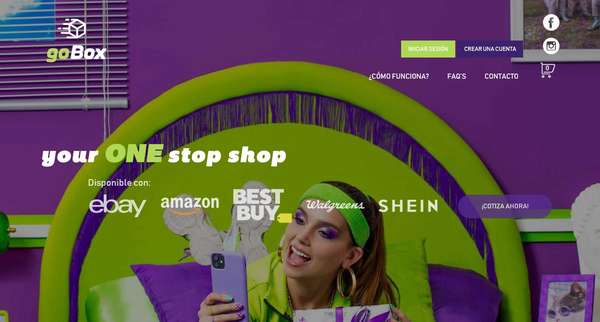 goBox
INICIAR SESIÓN
CREAR UNA CUENTA
¿CÓMO FUNCIONA?
FAQ'S
CONTACTO
0
your ONE stop shop
Disponible con:
ebay
amazon
BEST
BUY
Walgreens
SHEIN
¡COTIZA AHORA!